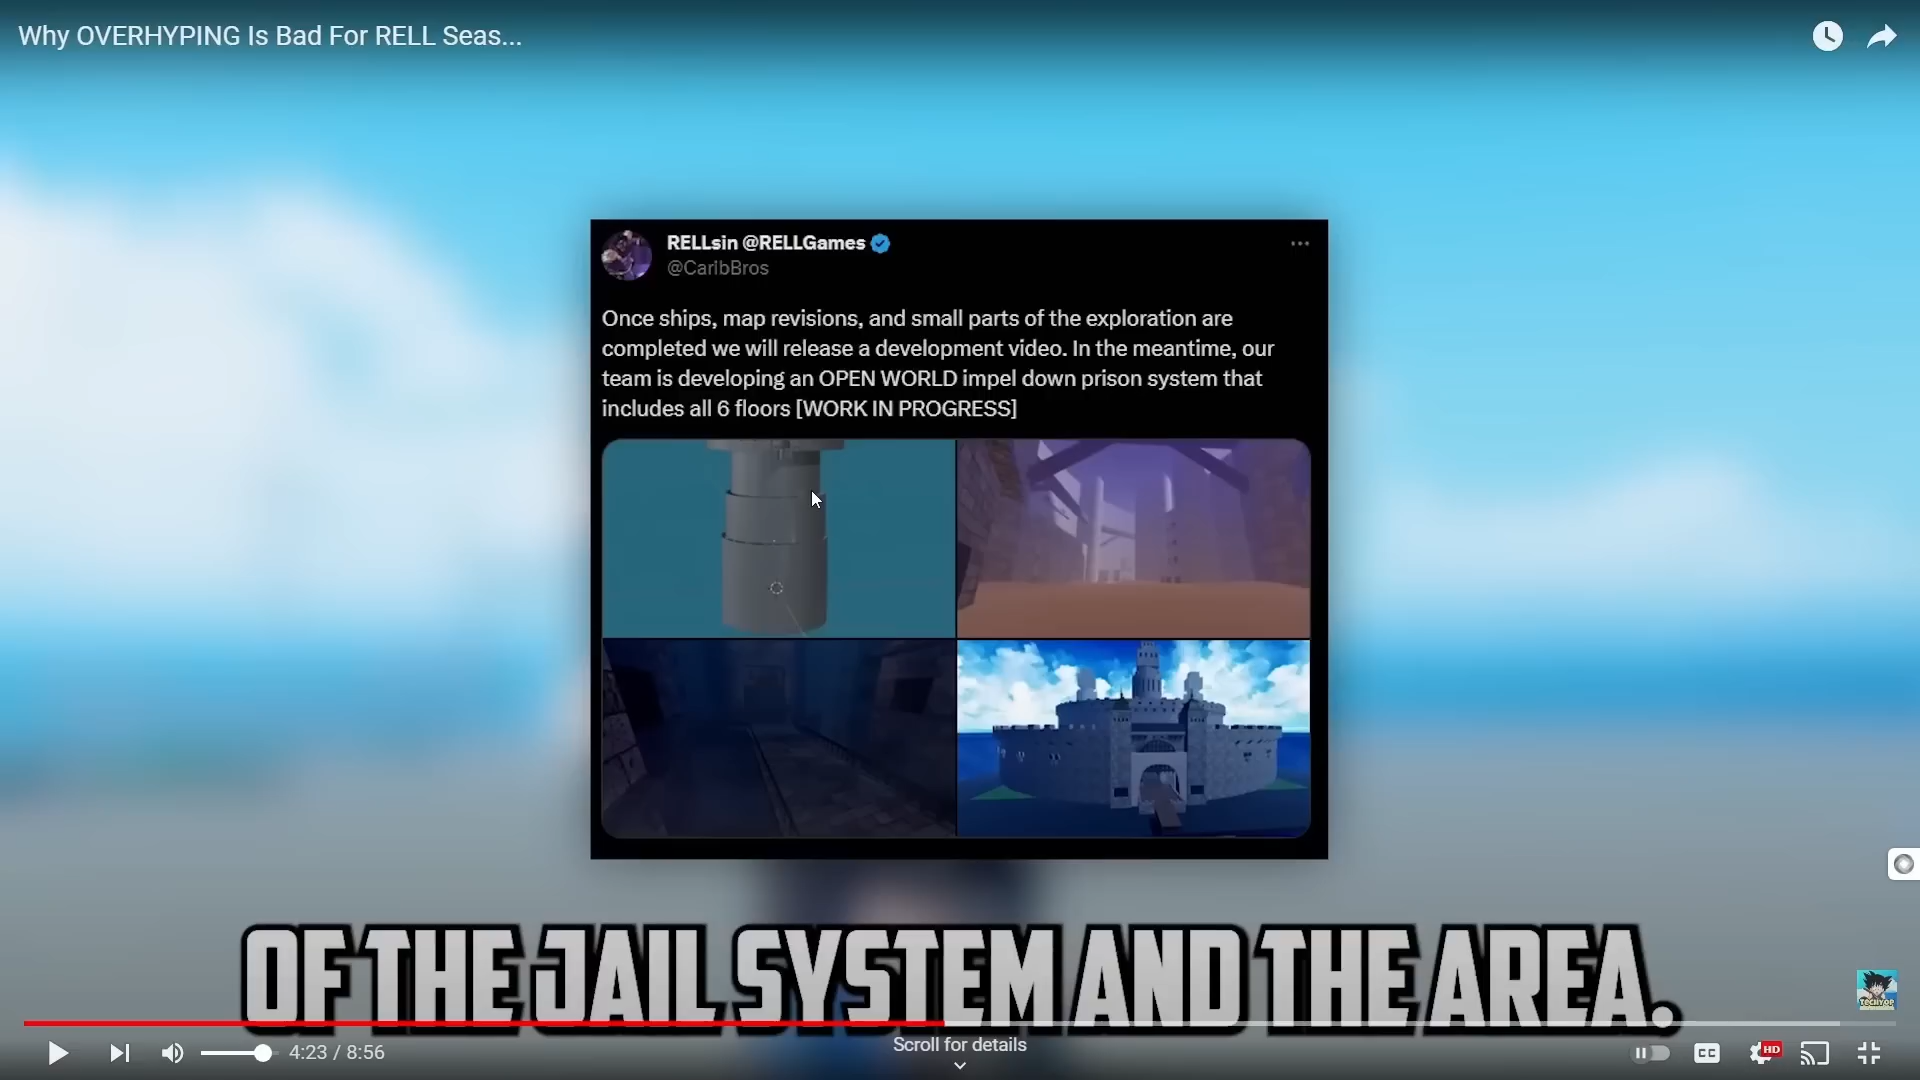 Why OVERHYPING Is Bad For RELL Seas...
RELLsin @RELLGames
@CaribBros
Once ships, map revisions, and small parts of the exploration are
completed we will release a development video. In the meantime, our
team is developing an OPEN WORLD impel down prison system that
includes all 6 floors [WORK IN PROGRESS]
OF THE JAIL SYSTEM AND THE AREA.
TECHYOP
4:23 / 8:56
Scroll for details
CC
HD